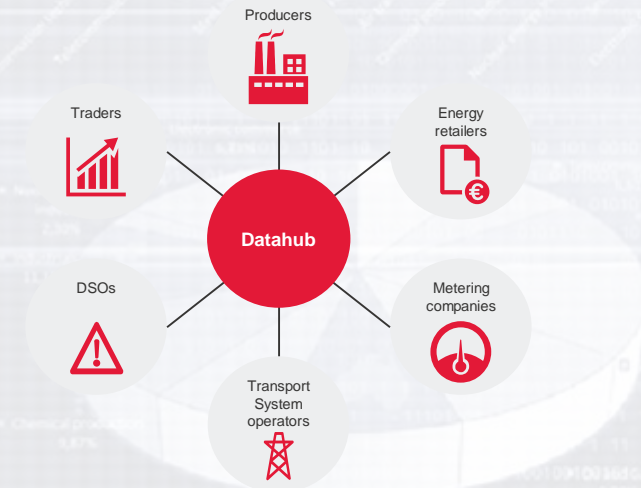 Producers
Traders
Energy
retailers
€
Datahub
DSOs
Metering
companies
Transport
System
operators